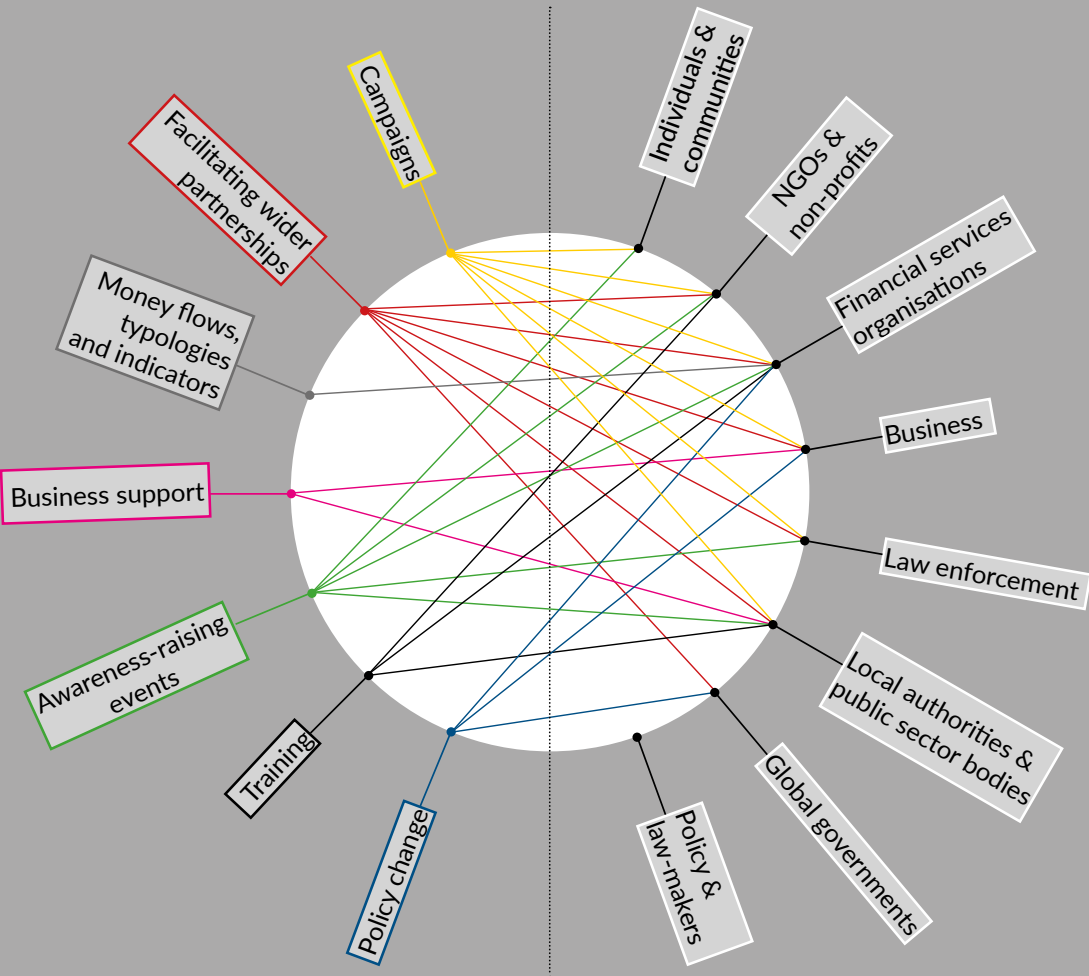 Campaigns
Facilitating wider
partnerships
Money flows,
typologies
and indicators
Business support
Awareness-raising
events
Training
Policy change
Individuals &
communities
NGOs &
non-profits
Financial services
organisations
Business
Law enforcement
Local authorities &
public sector bodies
Global governments
Policy &
law-makers